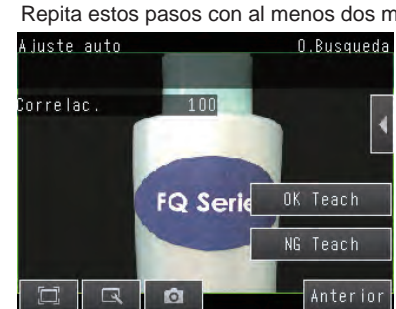 Repita estos pasos con al menos dos m
Ajuste auto 0.Busqueda
Correlac. 100
FQ Serie
OK Teach
NG Teach
Anterior